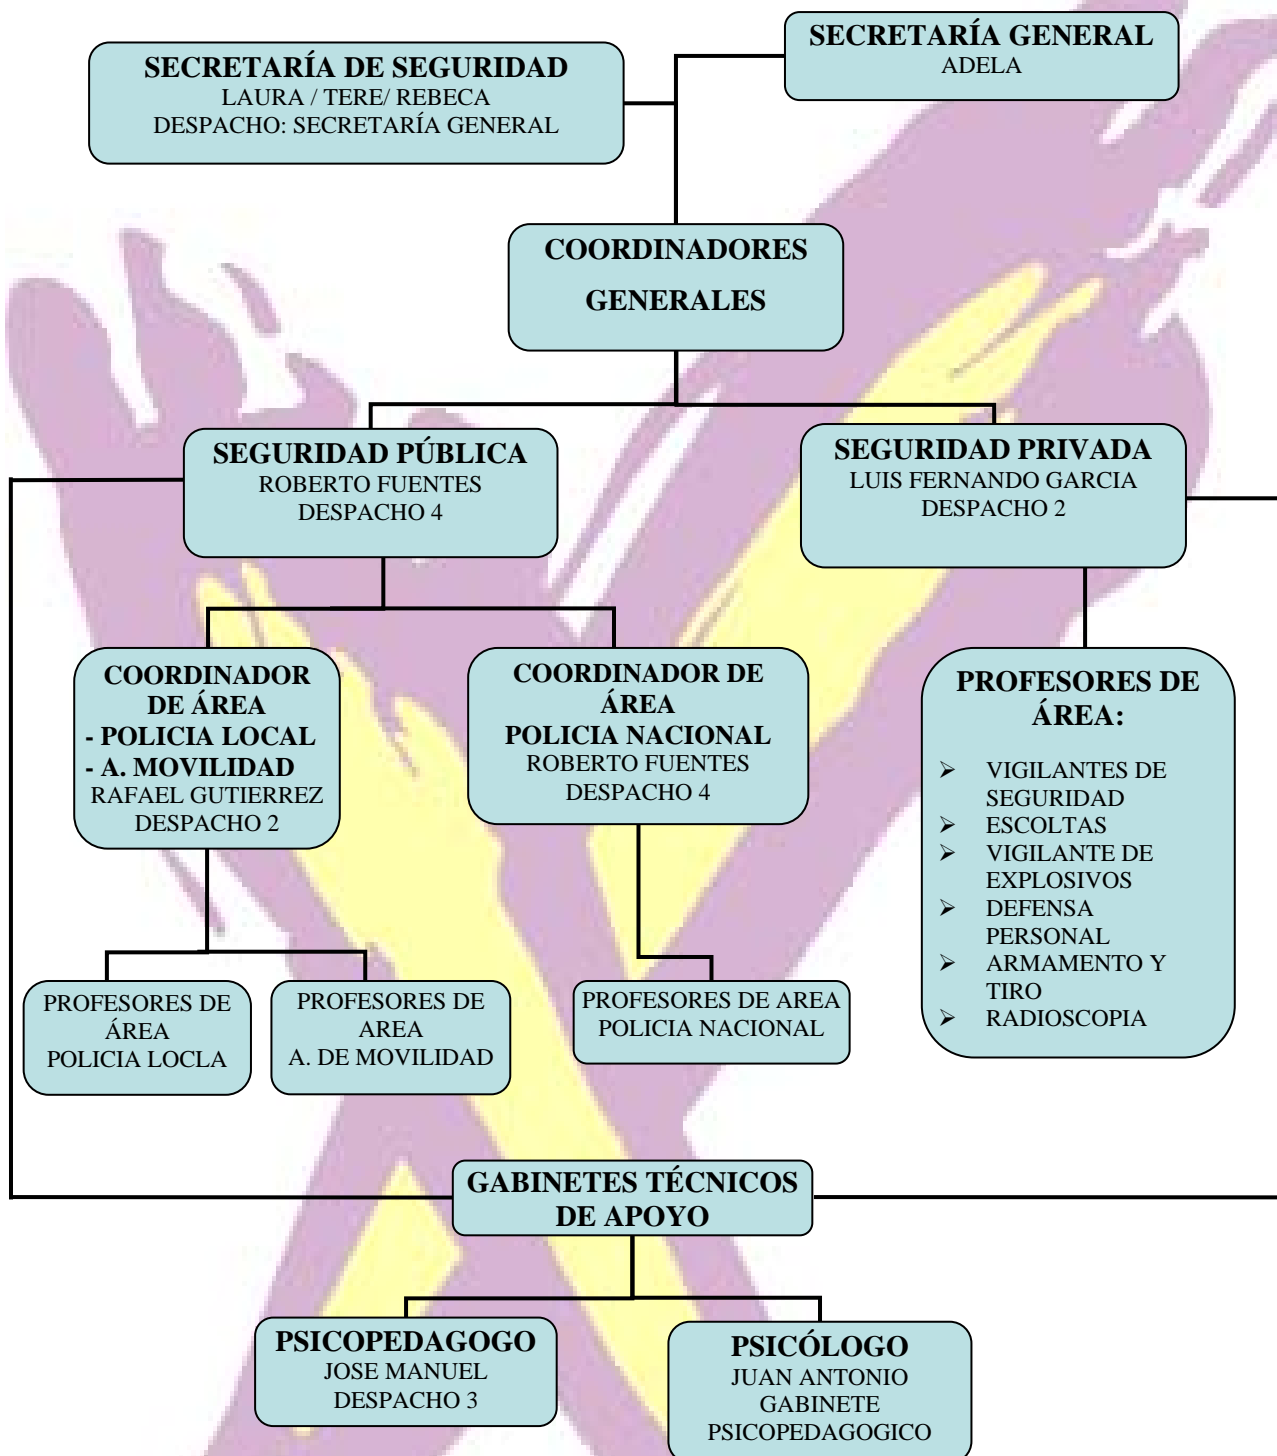 SECRETARÍA GENERAL
ADELA
SECRETARÍA DE SEGURIDAD
LAURA / TERE/ REBECA
DESPACHO: SECRETARÍA GENERAL
COORDINADORES
GENERALES
SEGURIDAD PÚBLICA
ROBERTO FUENTES
DESPACHO 4
SEGURIDAD PRIVADA
LUIS FERNANDO GARCIA
DESPACHO 2
COORDINADOR
DE ÁREA
- POLICIA LOCAL
- A. MOVILIDAD
RAFAEL GUTIERREZ
DESPACHO 2
COORDINADOR DE
ÁREA
POLICIA NACIONAL
ROBERTO FUENTES
DESPACHO 4
PROFESORES DE
ÁREA:
➢ VIGILANTES DE
SEGURIDAD
➢ ESCOLTAS
➢ VIGILANTE DE
EXPLOSIVOS
➢ DEFENSA
PERSONAL
➢ ARMAMENTO Y
TIRO
➢ RADIOSCOPIA
PROFESORES DE
ÁREA
POLICIA LOCLA
PROFESORES DE
AREA
A. DE MOVILIDAD
PROFESORES DE AREA
POLICIA NACIONAL
GABINETES TÉCNICOS
DE APOYO
PSICOPEDAGOGO
JOSE MANUEL
DESPACHO 3
PSICÓLOGO
JUAN ANTONIO
GABINETE
PSICOPEDAGOGICO